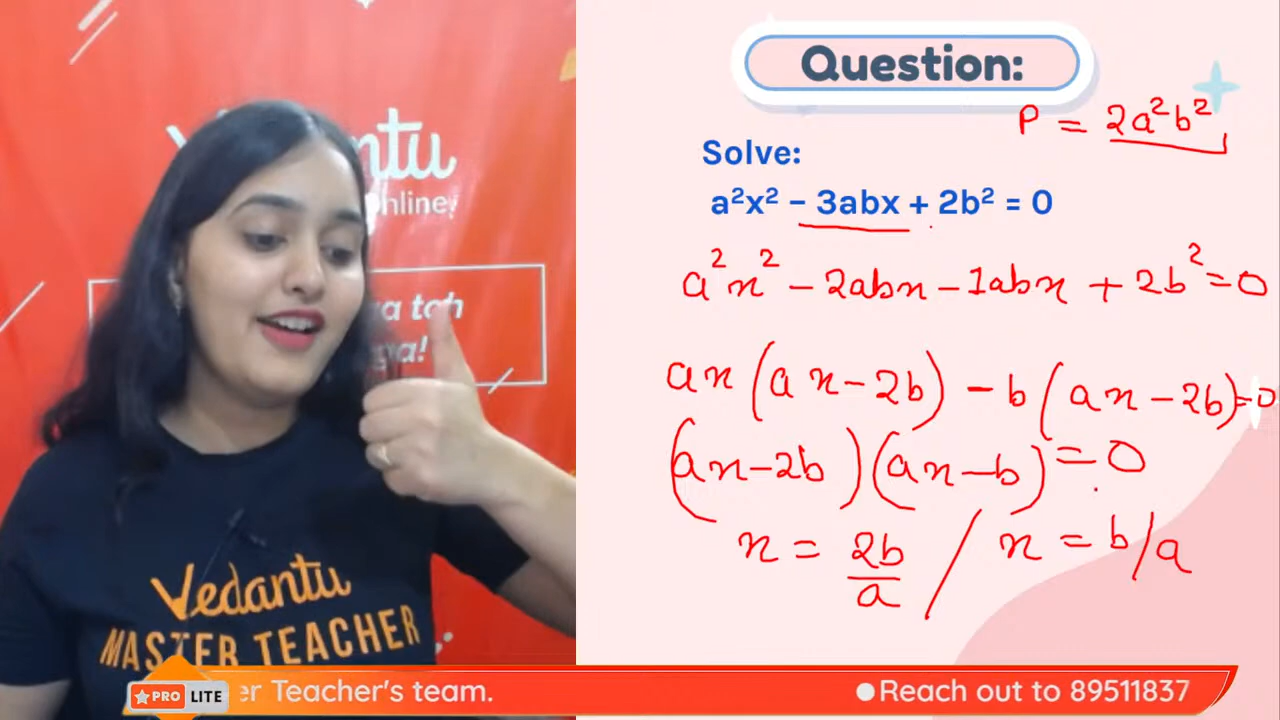 Vedantu
MASTER TEACHER
Question:
P = 2a²b²
Solve:
a²x² - 3abx + 2b² = 0
a²x² - 2abx - 1abx + 2b² = 0
ax (ax - 2b) - b (ax - 2b) = 0
(ax - 2b) (ax - b) = 0
x = 2b/a / x = b/a
PRO LITE
er Teacher's team.
Reach out to 89511837